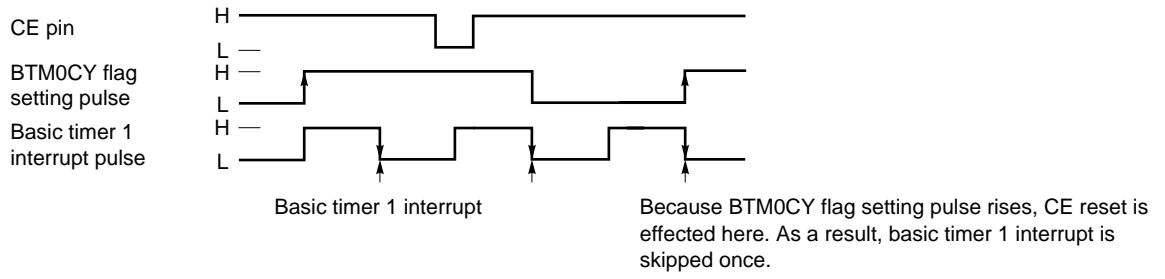 CE pin
H
L
BTM0CY flag
setting pulse
H
L
Basic timer 1
interrupt pulse
H
L
Basic timer 1 interrupt
Because BTM0CY flag setting pulse rises, CE reset is
effected here. As a result, basic timer 1 interrupt is
skipped once.